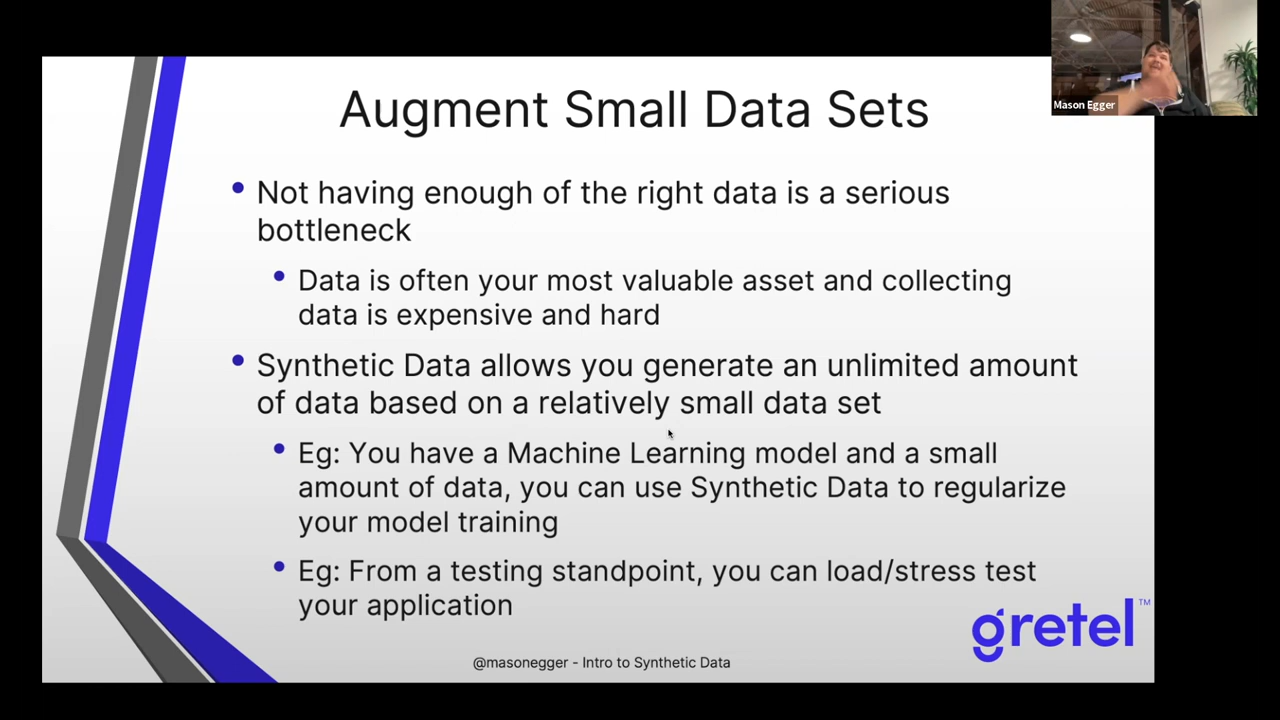 Augment Small Data Sets
Mason Egger
• Not having enough of the right data is a serious
bottleneck
• Data is often your most valuable asset and collecting
data is expensive and hard
• Synthetic Data allows you generate an unlimited amount
of data based on a relatively small data set
• Eg: You have a Machine Learning model and a small
amount of data, you can use Synthetic Data to regularize
your model training
• Eg: From a testing standpoint, you can load/stress test
your application
gretel™
@masonegger - Intro to Synthetic Data